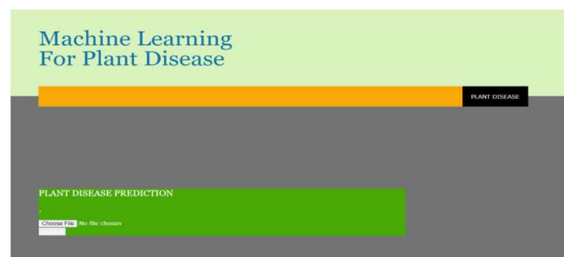 Machine Learning
For Plant Disease
PLANT DISEASE
PLANT DISEASE PREDICTION
Choose File No file chosen